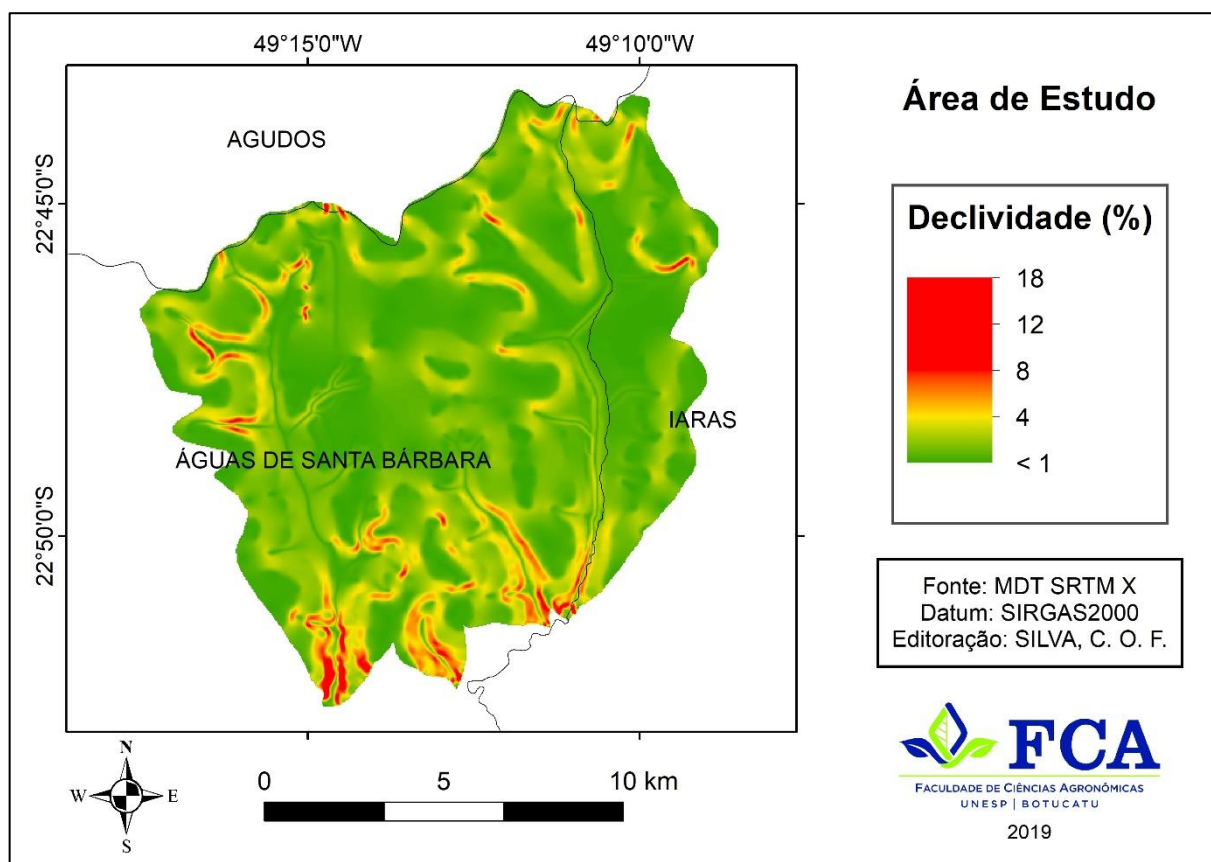 49°15'0"W
49°10'0"W
Área de Estudo
AGUDOS
22°45'0"S
Declividade (%)
18
12
8
4
< 1
IARAS
ÁGUAS DE SANTA BÁRBARA
22°50'0"S
Fonte: MDT SRTM X
Datum: SIRGAS2000
Editoração: SILVA, C. O. F.
FCA
FACULDADE DE CIÊNCIAS AGRONÔMICAS
UNESP | BOTUCATU
2019
N
W
E
S
0
5
10 km